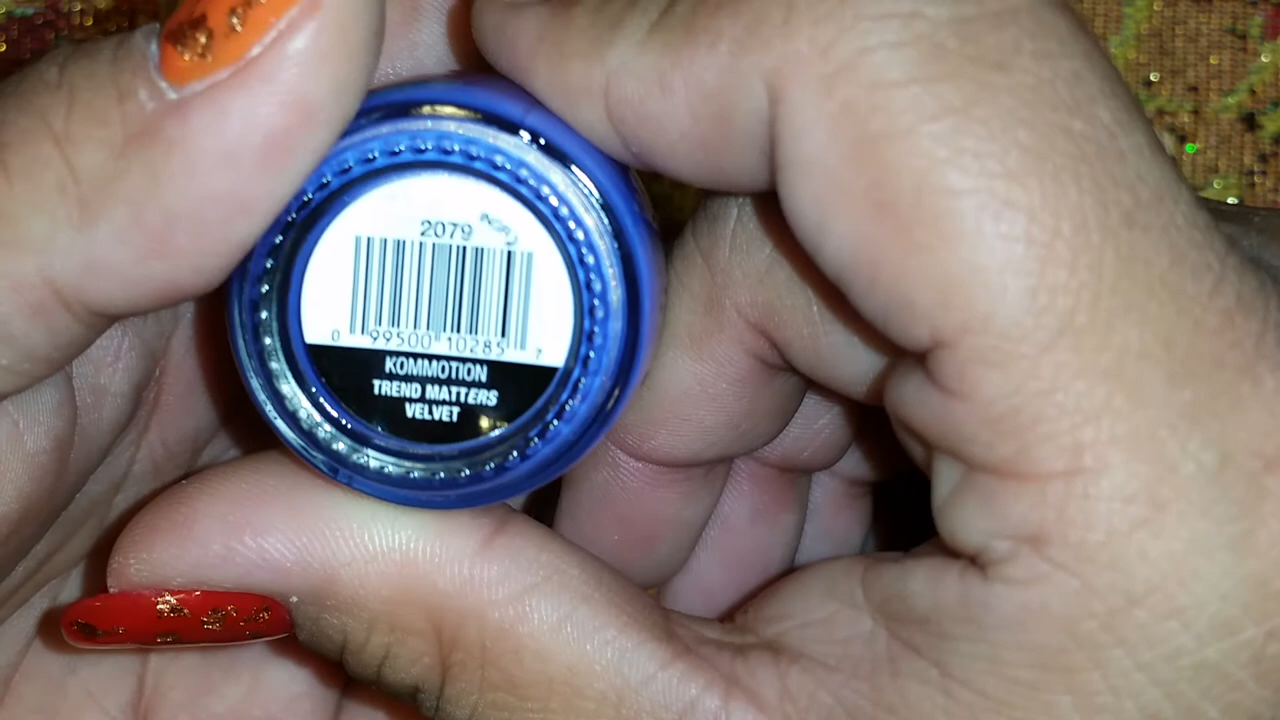 2079
0 99500 10285 7
KOMMOTION
TREND MATTERS
VELVET